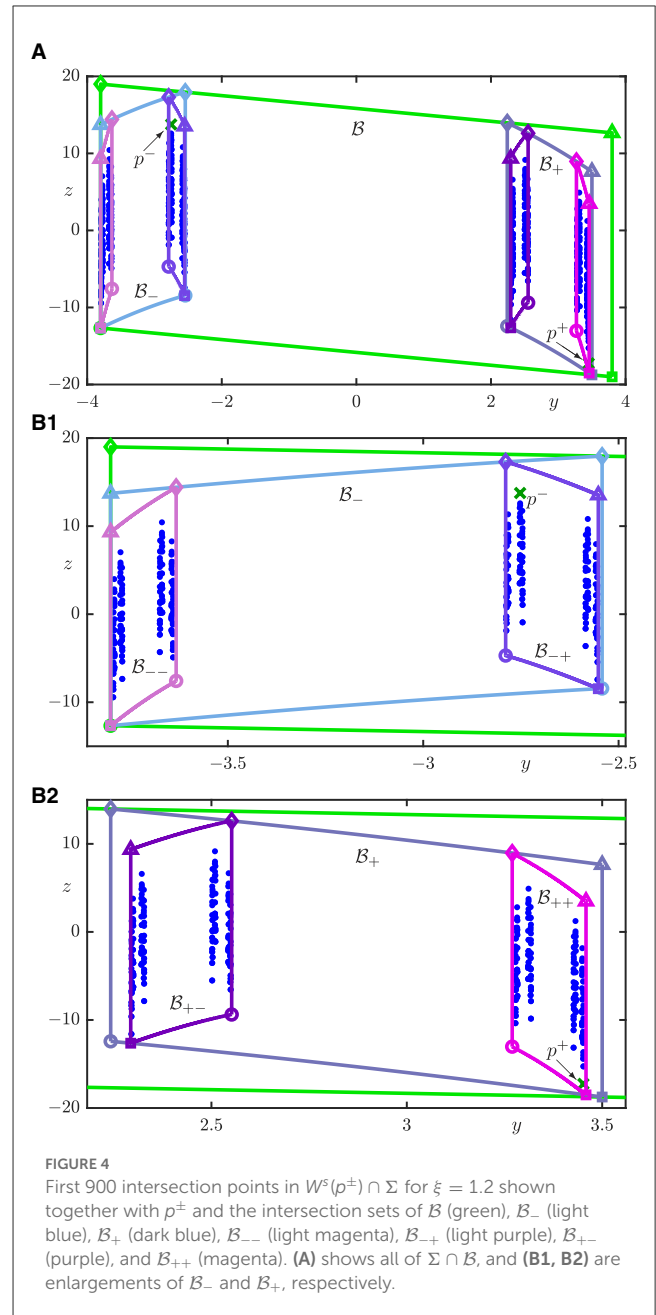 A
20
10
z
0
−10
−20
B
p⁻
B₊
B₋
p⁺
−4
−2
0
2
y
4
B1
20
10
z
0
−10
B₋
p⁻
B₋₋
B₋₊
−3.5
−3
y
−2.5
B2
10
z
0
−10
−20
B₊
B₊₊
B₊₋
p⁺
2.5
3
y
3.5
FIGURE 4
First 900 intersection points in Wˢ(p±) ∩ Σ for ξ = 1.2 shown
together with p± and the intersection sets of B (green), B₋ (light
blue), B₊ (dark blue), B₋₋ (light magenta), B₋₊ (light purple), B₊₋
(purple), and B₊₊ (magenta). (A) shows all of Σ ∩ B, and (B1, B2) are
enlargements of B₋ and B₊, respectively.